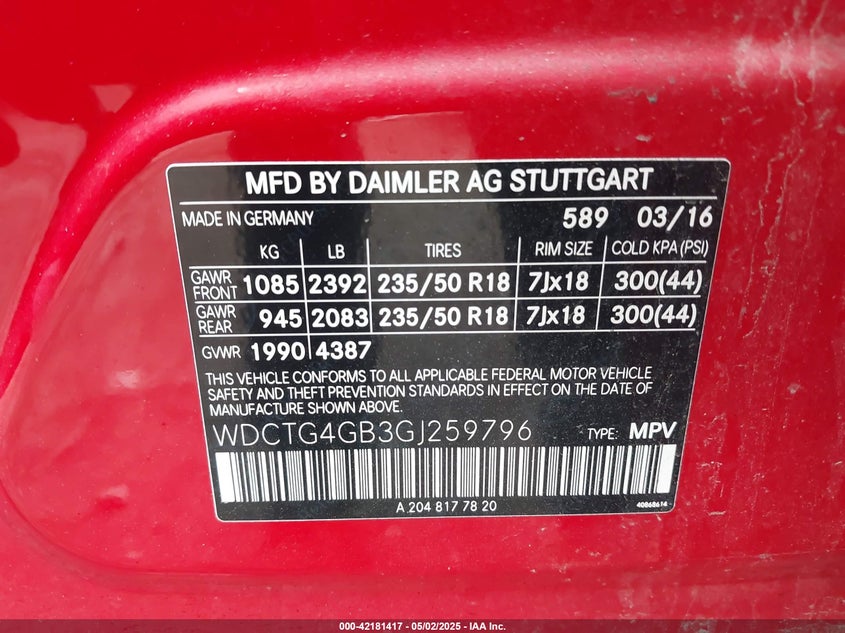 MFD BY DAIMLER AG STUTTGART
MADE IN GERMANY 589 03/16
KG LB TIRES RIM SIZE COLD KPA (PSI)
GAWR FRONT 1085 2392 235/50 R18 7Jx18 300(44)
GAWR REAR 945 2083 235/50 R18 7Jx18 300(44)
GVWR 1990 4387
THIS VEHICLE CONFORMS TO ALL APPLICABLE FEDERAL MOTOR VEHICLE
SAFETY AND THEFT PREVENTION STANDARDS IN EFFECT ON THE DATE OF
MANUFACTURE SHOWN ABOVE.
WDCTG4GB3GJ259796 TYPE: MPV
A 204 817 78 20 40868614
000-42181417 - 05/02/2025 - IAA Inc.